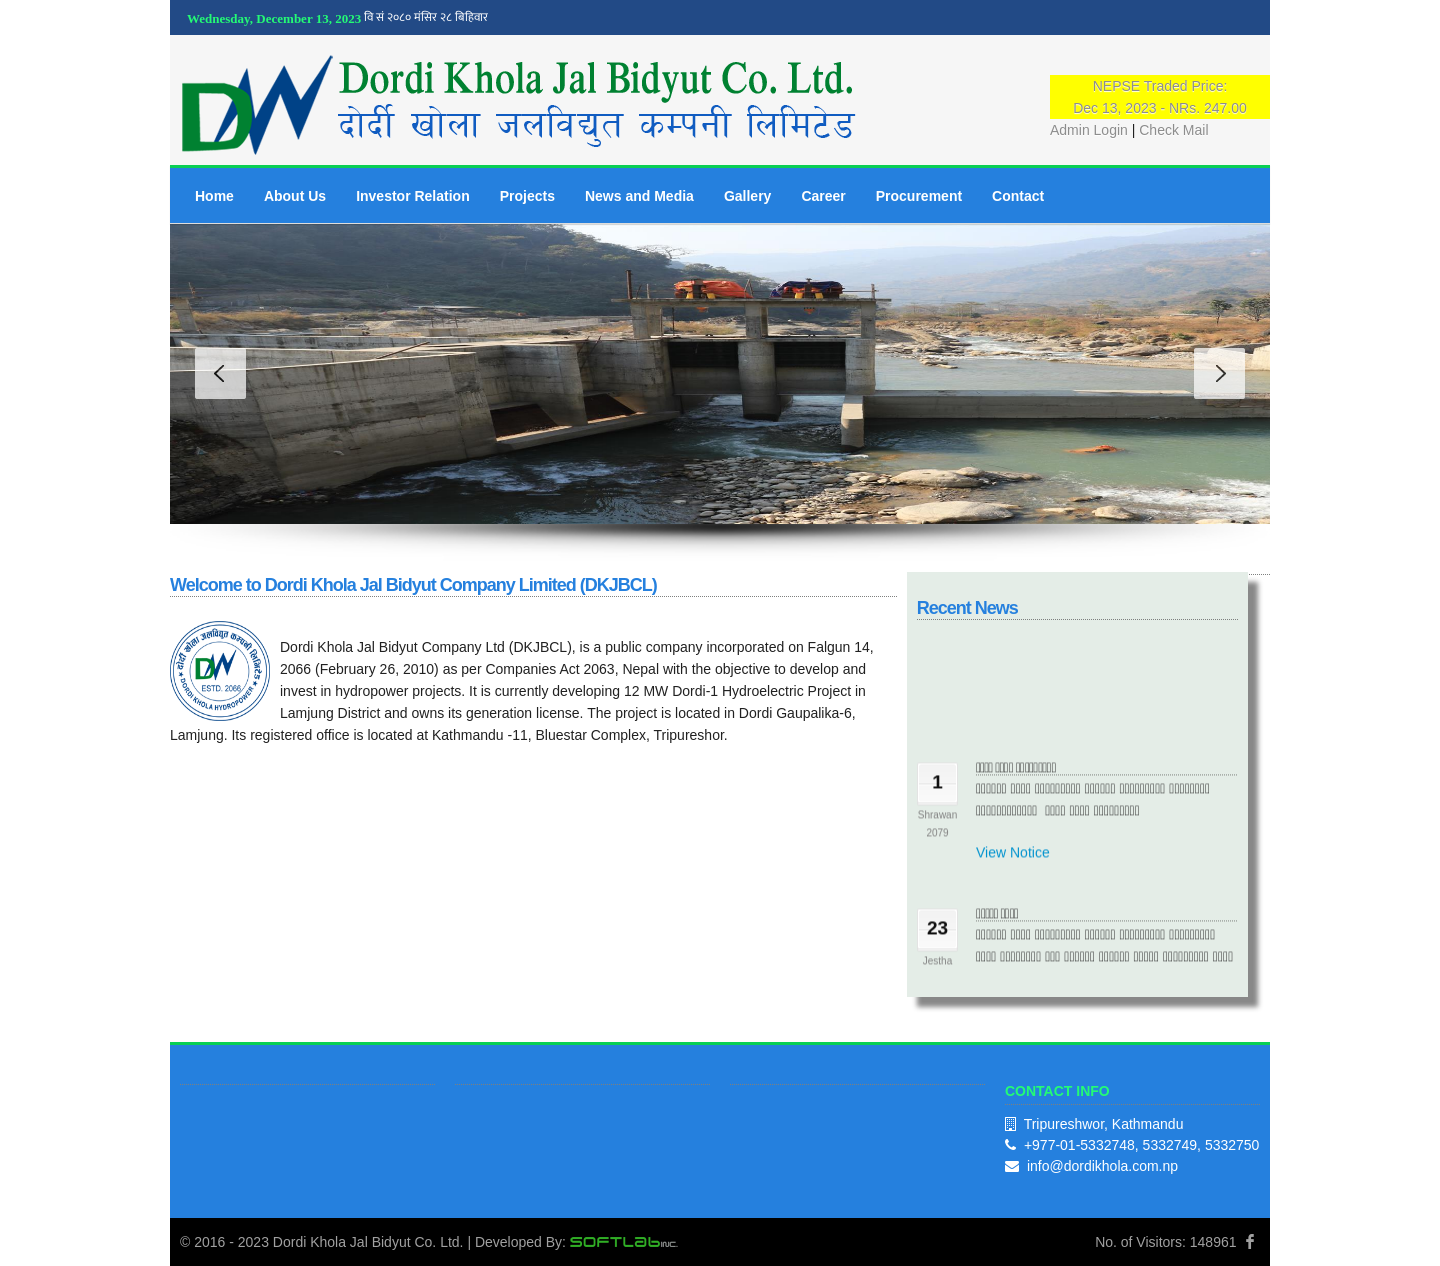 Wednesday, December 13, 2023 वि सं २०८० मंसिर २८ बिहिवार
Dordi Khola Jal Bidyut Co. Ltd.
दोर्दी खोला जलविद्युत कम्पनी लिमिटेड
NEPSE Traded Price:
Dec 13, 2023 - NRs. 247.00
Admin Login | Check Mail
Home About Us Investor Relation Projects News and Media Gallery Career Procurement Contact
Welcome to Dordi Khola Jal Bidyut Company Limited (DKJBCL)
दोर्दी खोला जलविद्युत कम्पनी लिमिटेड
DW
ESTD. 2066
DORDI KHOLA HYDROPOWER
Dordi Khola Jal Bidyut Company Ltd (DKJBCL), is a public company incorporated on Falgun 14,
2066 (February 26, 2010) as per Companies Act 2063, Nepal with the objective to develop and
invest in hydropower projects. It is currently developing 12 MW Dordi-1 Hydroelectric Project in
Lamjung District and owns its generation license. The project is located in Dordi Gaupalika-6,
Lamjung. Its registered office is located at Kathmandu -11, Bluestar Complex, Tripureshor.
Recent News
1
Shrawan
2079
View Notice
23
Jestha
CONTACT INFO
Tripureshwor, Kathmandu
+977-01-5332748, 5332749, 5332750
info@dordikhola.com.np
© 2016 - 2023 Dordi Khola Jal Bidyut Co. Ltd. | Developed By: SOFTLab INC.
No. of Visitors: 148961